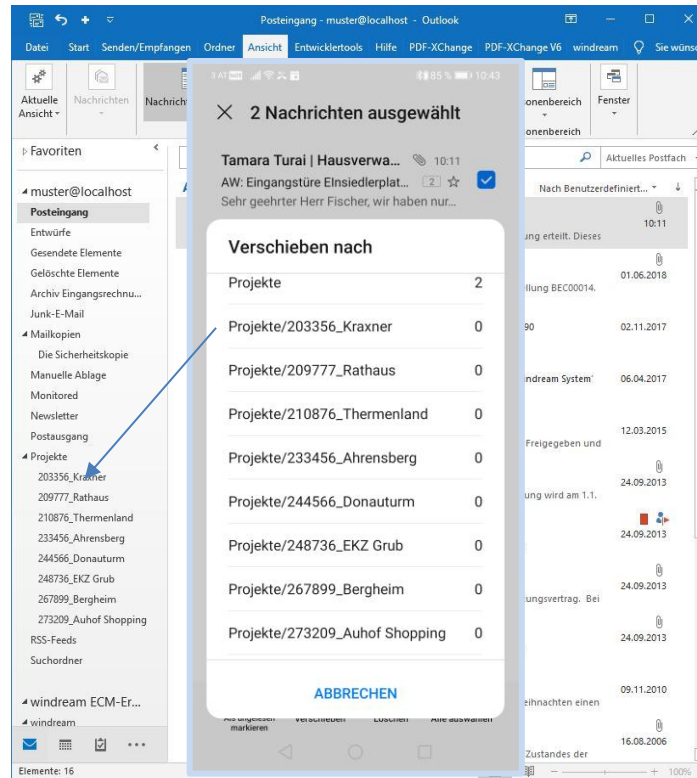 Posteingang - muster@localhost - Outlook
Datei Start Senden/Empfangen Ordner Ansicht Entwicklertools Hilfe PDF-XChange PDF-XChange V6 windream Sie wüns
Aktuelle Ansicht
Nachrichten
Nachrich
onenbereich
Fenster
onenbereich
85 % 10:43
2 Nachrichten ausgewählt
Favoriten
Aktuelles Postfach
muster@localhost
Posteingang
Entwürfe
Gesendete Elemente
Gelöschte Elemente
Archiv Eingangsrechnu...
Junk-E-Mail
Mailkopien
Die Sicherheitskopie
Manuelle Ablage
Monitored
Newsletter
Postausgang
Projekte
203356_Kraxner
209777_Rathaus
210876_Thermenland
233456_Ahrensberg
244566_Donauturm
248736_EKZ Grub
267899_Bergheim
273209_Auhof Shopping
RSS-Feeds
Suchordner
windream ECM-Er...
windream
Elemente: 16
Tamara Turai | Hausverwa... 10:11
AW: Eingangstüre EInsiedlerplat... 2
Sehr geehrter Herr Fischer, wir haben nur...
Verschieben nach
Projekte 2
Projekte/203356_Kraxner 0
Projekte/209777_Rathaus 0
Projekte/210876_Thermenland 0
Projekte/233456_Ahrensberg 0
Projekte/244566_Donauturm 0
Projekte/248736_EKZ Grub 0
Projekte/267899_Bergheim 0
Projekte/273209_Auhof Shopping 0
ABBRECHEN
Als ungelesen markieren
Verschieben
Löschen
Alle auswählen
Nach Benutzerdefiniert...
10:11
ung erteilt. Dieses
01.06.2018
llung BEC00014.
90 02.11.2017
ndream System' 06.04.2017
12.03.2015
Freigegeben und
24.09.2013
ung wird am 1.1.
24.09.2013
24.09.2013
ungsvertrag. Bei
24.09.2013
09.11.2010
eihnachten einen
16.08.2006
Zustandes der
100%